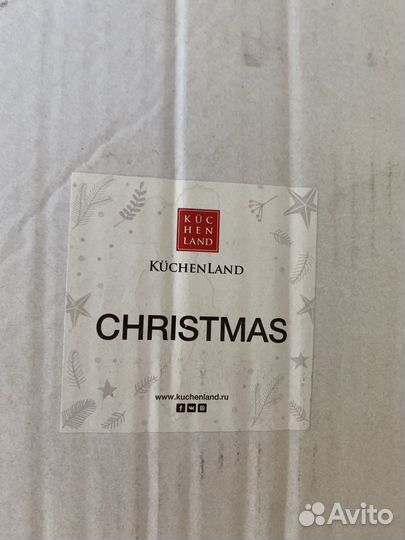 KÜC
HEN
LAND
KÜCHENLAND
CHRISTMAS
www.kuchenland.ru
Avito